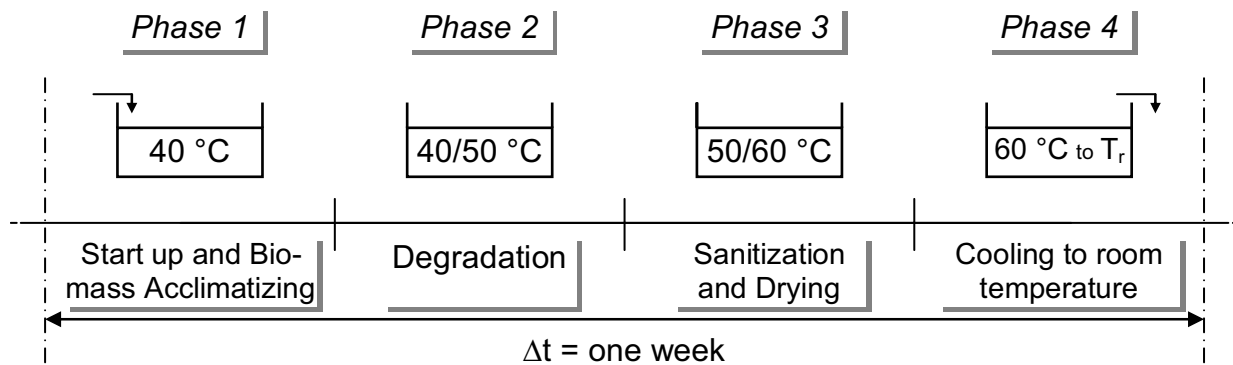 Phase 1
Phase 2
Phase 3
Phase 4
40 °C
40/50 °C
50/60 °C
60 °C to Tr
Start up and Bio-
mass Acclimatizing
Degradation
Sanitization
and Drying
Cooling to room
temperature
Δt = one week